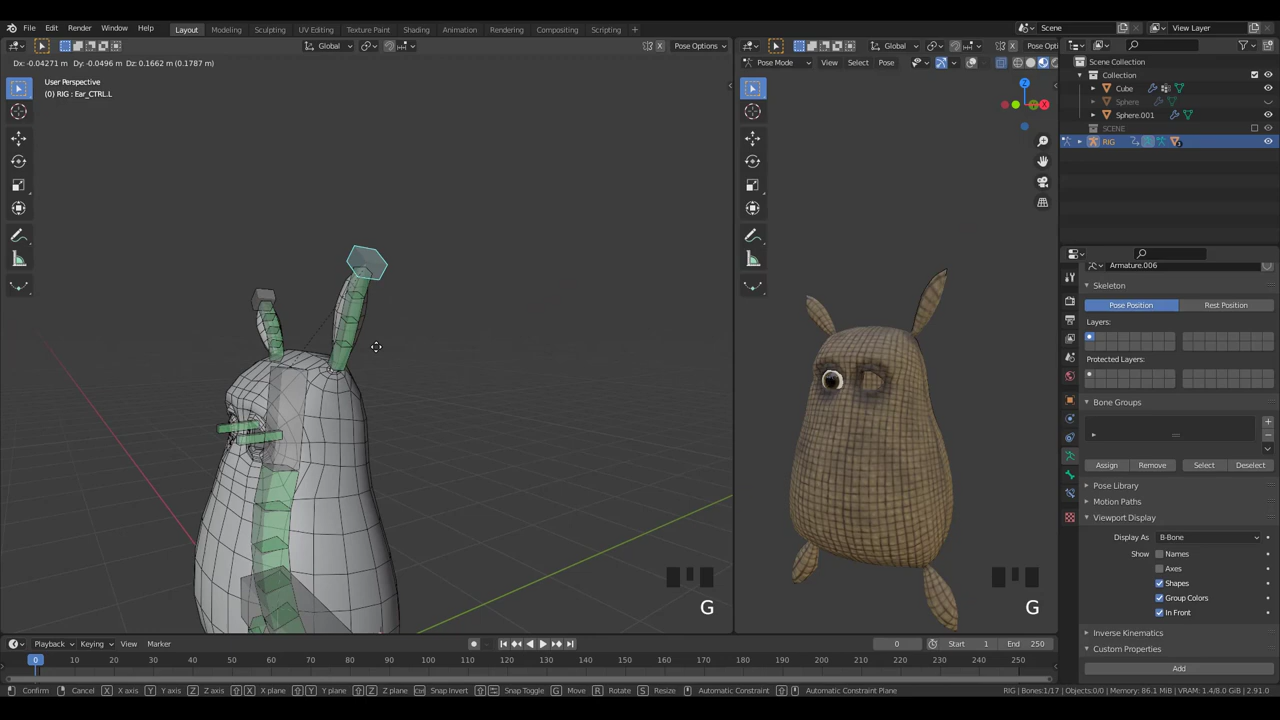 File Edit Render Window Help Layout Modeling Sculpting UV Editing Texture Paint Shading Animation Rendering Compositing Scripting + Scene View Layer
Global Pose Options Global Pose Opti
Dx: -0.04271 m Dy: -0.0496 m Dz: 0.1662 m (0.1787 m) Pose Mode View Select Pose
User Perspective
(0) RIG : Ear_CTRL.L
Z
X
Scene Collection
Collection
Cube
Sphere
Sphere.001
SCENE
RIG
Armature.006
Skeleton
Pose Position Rest Position
Layers:
Protected Layers:
Bone Groups
Assign Remove Select Deselect
Pose Library
Motion Paths
Viewport Display
Display As B-Bone
Show Names
Axes
Shapes
Group Colors
In Front
Inverse Kinematics
Custom Properties
Add
G G
Playback Keying View Marker 0 Start 1 End 250
0 10 20 30 40 50 60 70 80 90 100 110 120 130 140 150 160 170 180 190 200 210 220 230 240 250
Confirm Cancel X X axis Y Y axis Z Z axis X X plane Y Y plane Z Z plane ctrl Snap Invert Snap Toggle G Move R Rotate S Resize Automatic Constraint Automatic Constraint Plane RIG | Bones:1/17 | Objects:0/0 | Memory: 86.1 MiB | VRAM: 1.4/8.0 GiB | 2.91.0